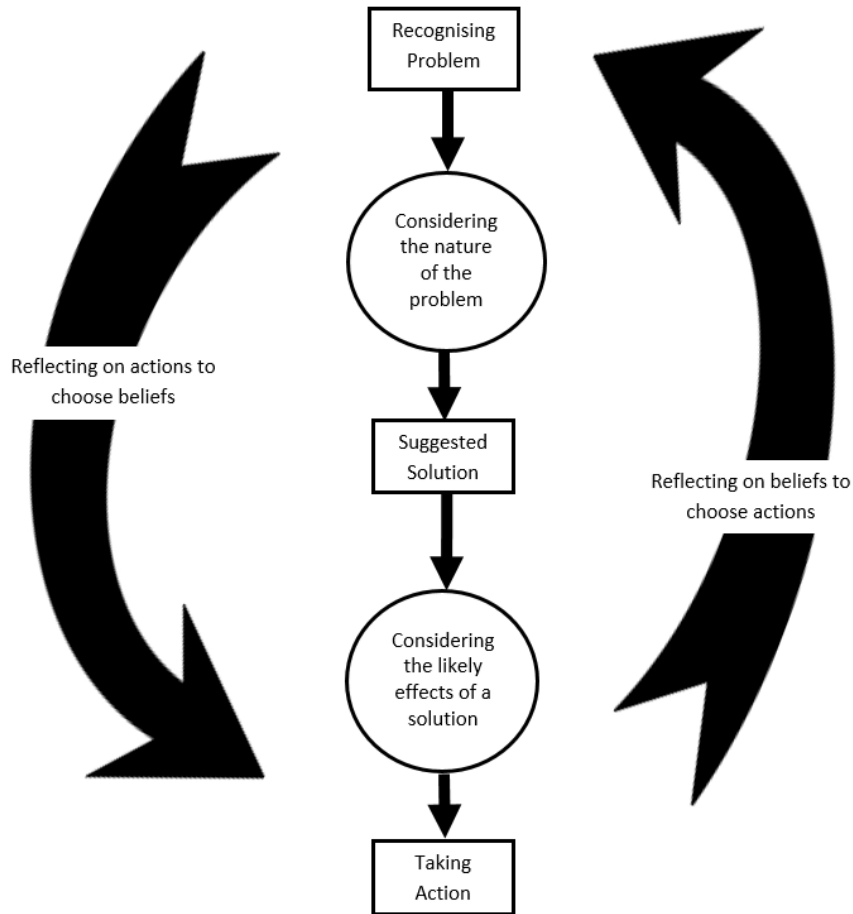 Recognising
Problem
Considering
the nature
of the
problem
Reflecting on actions to
choose beliefs
Suggested
Solution
Reflecting on beliefs to
choose actions
Considering
the likely
effects of a
solution
Taking
Action